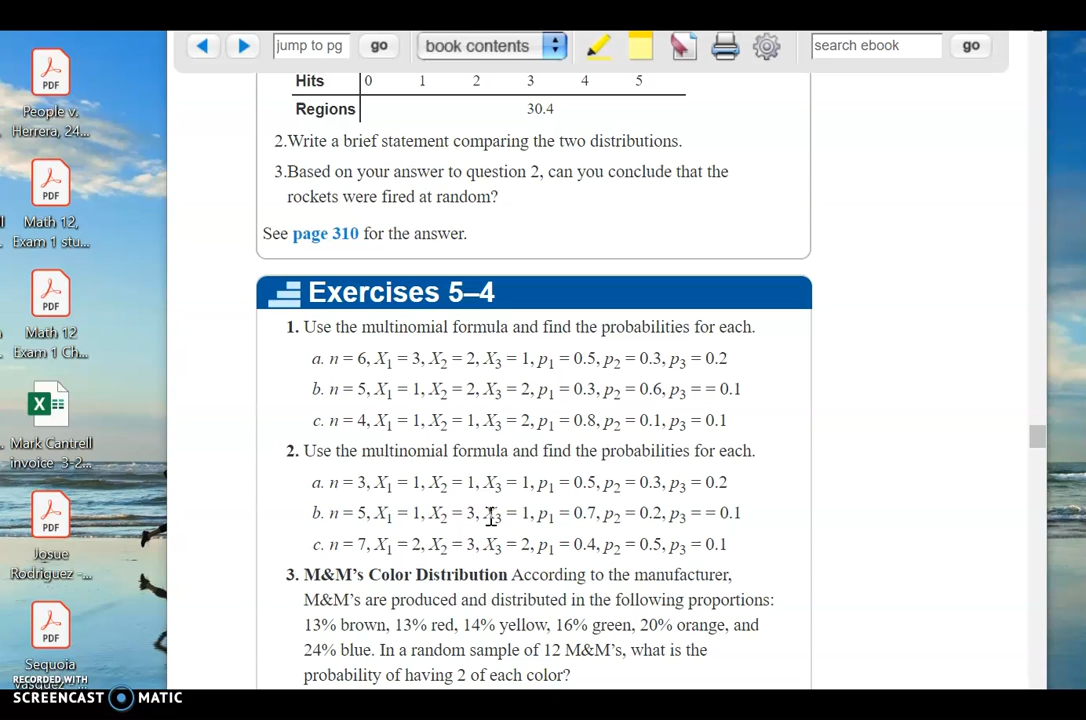 jump to pg
go
book contents
search ebook
go
Hits 0 1 2 3 4 5
Regions 30.4
2.Write a brief statement comparing the two distributions.
3.Based on your answer to question 2, can you conclude that the
rockets were fired at random?
See page 310 for the answer.
Exercises 5–4
1. Use the multinomial formula and find the probabilities for each.
a. n = 6, X₁ = 3, X₂ = 2, X₃ = 1, p₁ = 0.5, p₂ = 0.3, p₃ = 0.2
b. n = 5, X₁ = 1, X₂ = 2, X₃ = 2, p₁ = 0.3, p₂ = 0.6, p₃ = = 0.1
c. n = 4, X₁ = 1, X₂ = 1, X₃ = 2, p₁ = 0.8, p₂ = 0.1, p₃ = 0.1
2. Use the multinomial formula and find the probabilities for each.
a. n = 3, X₁ = 1, X₂ = 1, X₃ = 1, p₁ = 0.5, p₂ = 0.3, p₃ = 0.2
b. n = 5, X₁ = 1, X₂ = 3, X₃ = 1, p₁ = 0.7, p₂ = 0.2, p₃ = = 0.1
c. n = 7, X₁ = 2, X₂ = 3, X₃ = 2, p₁ = 0.4, p₂ = 0.5, p₃ = 0.1
3. M&M's Color Distribution According to the manufacturer,
M&M's are produced and distributed in the following proportions:
13% brown, 13% red, 14% yellow, 16% green, 20% orange, and
24% blue. In a random sample of 12 M&M's, what is the
probability of having 2 of each color?
PDF
People v.
Herrera, 24...
PDF
Math 12,
Exam 1 stu...
PDF
Math 12
Exam 1 Ch...
X
Mark Cantrell
invoice 3-2...
PDF
Josue
Rodriguez -...
PDF
Sequoia
RECORDED WITH
SCREENCAST MATIC